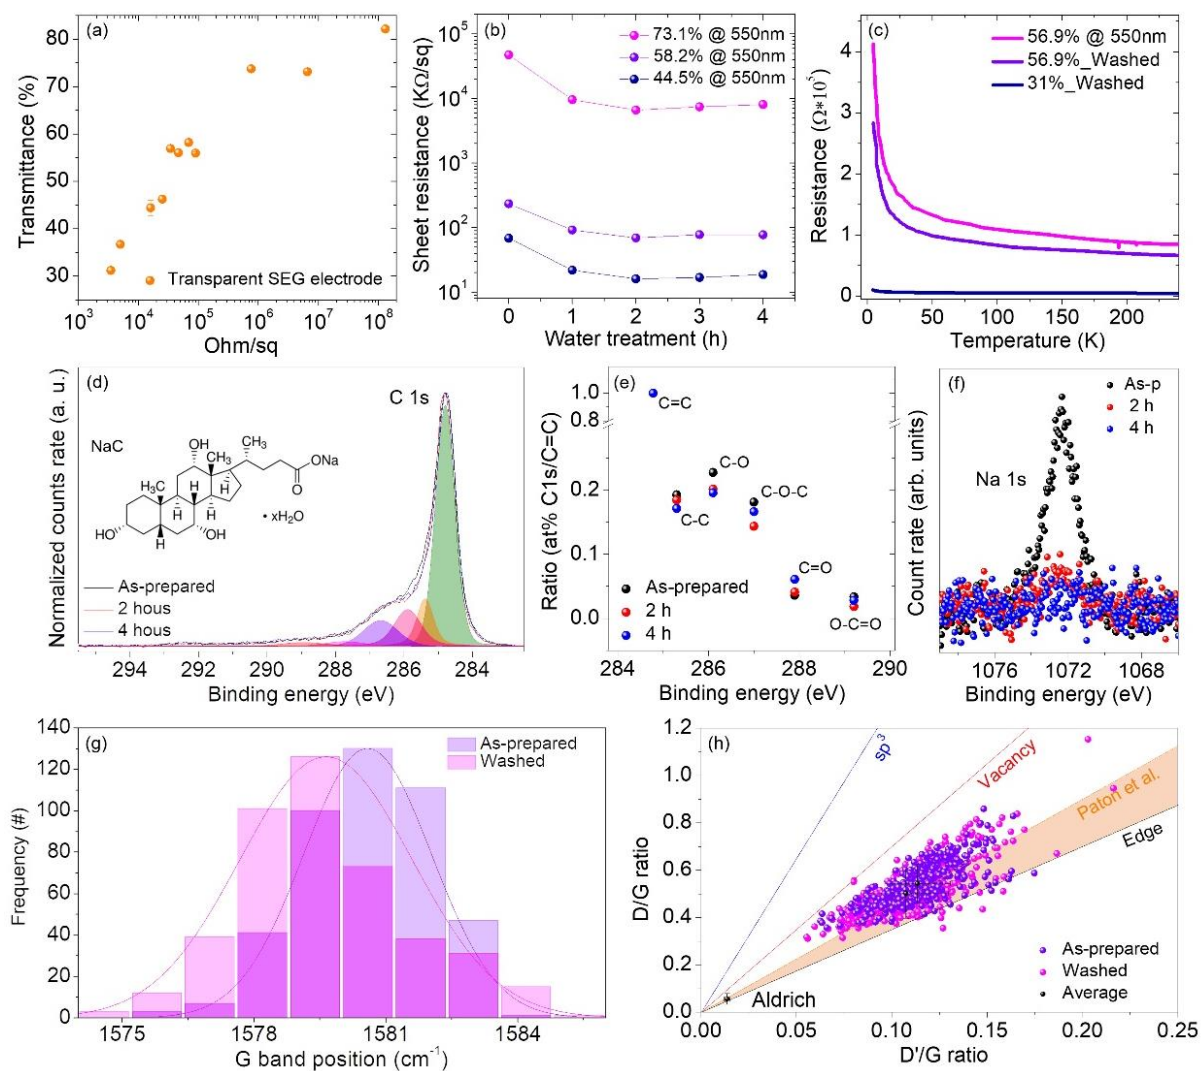 (a)
Transmittance (%)
80
70
60
50
40
30
Transparent SEG electrode
10³
10⁴
10⁵
10⁶
10⁷
10⁸
Ohm/sq
(b)
Sheet resistance (KΩ/sq)
10⁵
10⁴
10³
10²
10¹
73.1% @ 550nm
58.2% @ 550nm
44.5% @ 550nm
0 1 2 3 4
Water treatment (h)
(c)
Resistance (Ω*10⁵)
4
3
2
1
0
56.9% @ 550nm
56.9%_Washed
31%_Washed
0 50 100 150 200
Temperature (K)
(d)
Normalized counts rate (a. u.)
C 1s
NaC
OH
CH₃
CH₃
CH₃
ONa
O
H
H
H
H
HO
OH
• xH₂O
As-prepared
2 hours
4 hours
294 292 290 288 286 284
Binding energy (eV)
(e)
Ratio (at% C1s/C=C)
1.0
0.8
0.2
0.1
0.0
C=C
C-O
C-O-C
C-C
C=O
O-C=O
As-prepared
2 h
4 h
284 286 288 290
Binding energy (eV)
(f)
Count rate (arb. units)
As-p
2 h
4 h
Na 1s
1076 1072 1068
Binding energy (eV)
(g)
Frequency (#)
140
120
100
80
60
40
20
0
As-prepared
Washed
1575 1578 1581 1584
G band position (cm⁻¹)
(h)
D/G ratio
1.2
1.0
0.8
0.6
0.4
0.2
0.0
sp³
Vacancy
Paton et al.
Edge
As-prepared
Washed
Average
Aldrich
0.00 0.05 0.10 0.15 0.20 0.25
D'/G ratio